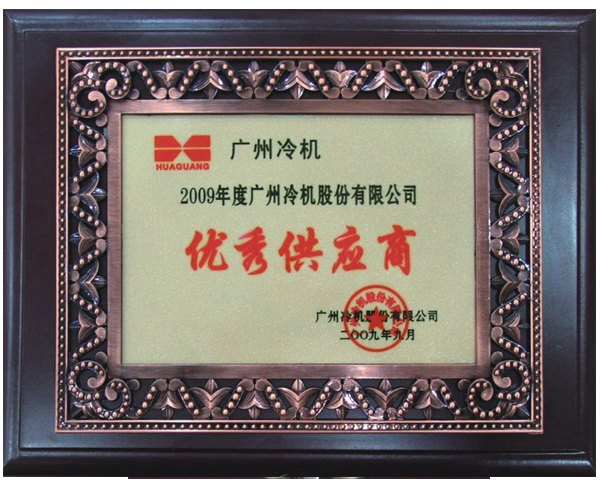 HUAGUANG
广州冷机
2009年度广州冷机股份有限公司
优秀供应商
广州冷机股份有限公司
二〇〇九年九月